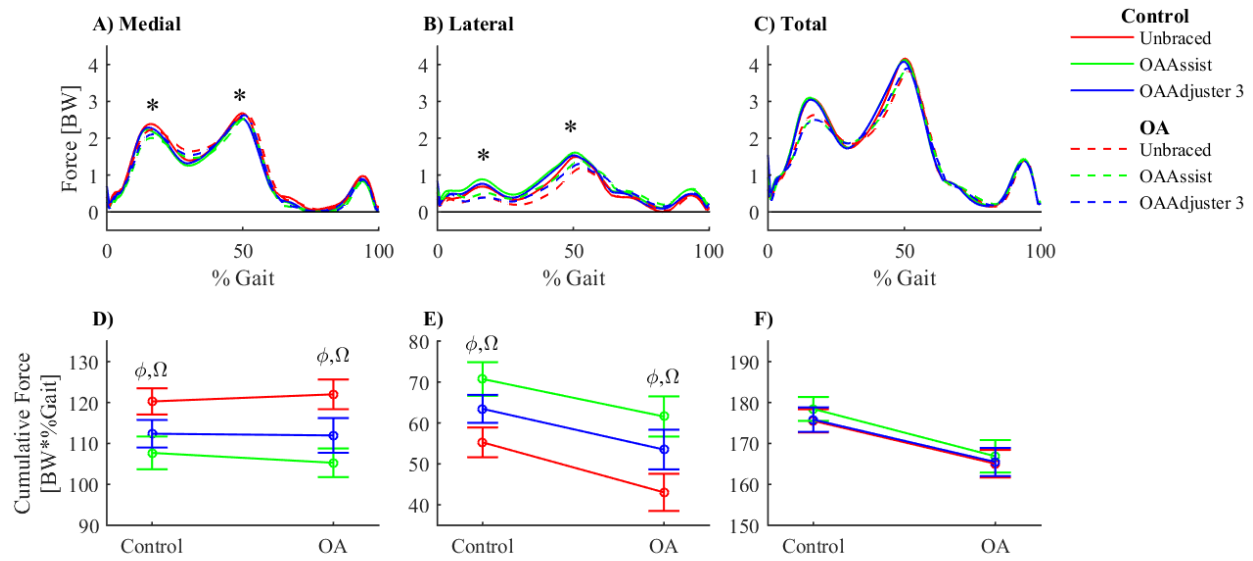 A) Medial
B) Lateral
C) Total
Control
Unbraced
OAAssist
OAAdjuster 3
OA
Unbraced
OAAssist
OAAdjuster 3
Force [BW]
4
3
2
1
0
* *
0 50 100
% Gait
4
3
2
1
0
* *
0 50 100
% Gait
4
3
2
1
0
0 50 100
% Gait
D)
E)
F)
Cumulative Force
[BW*%Gait]
130
120
110
100
90
ϕ,Ω ϕ,Ω
Control OA
80
70
60
50
40
ϕ,Ω ϕ,Ω
Control OA
190
180
170
160
150
Control OA